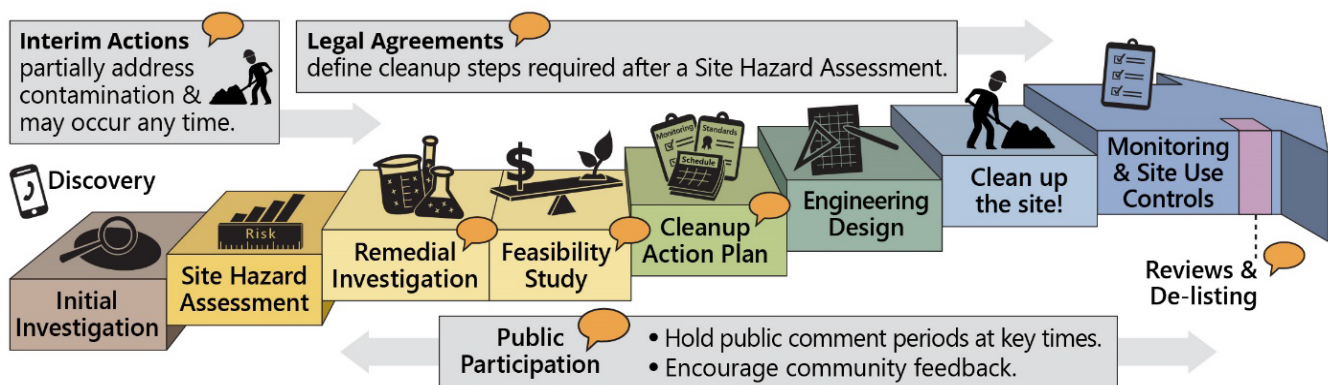 Interim Actions
partially address
contamination &
may occur any time.
Legal Agreements
define cleanup steps required after a Site Hazard Assessment.
Discovery
Initial
Investigation
Risk
Site Hazard
Assessment
Remedial
Investigation
$
Feasibility
Study
Monitoring
Standards
Schedule
Cleanup
Action Plan
Engineering
Design
Clean up
the site!
Monitoring
& Site Use
Controls
Reviews &
De-listing
Public
Participation
• Hold public comment periods at key times.
• Encourage community feedback.